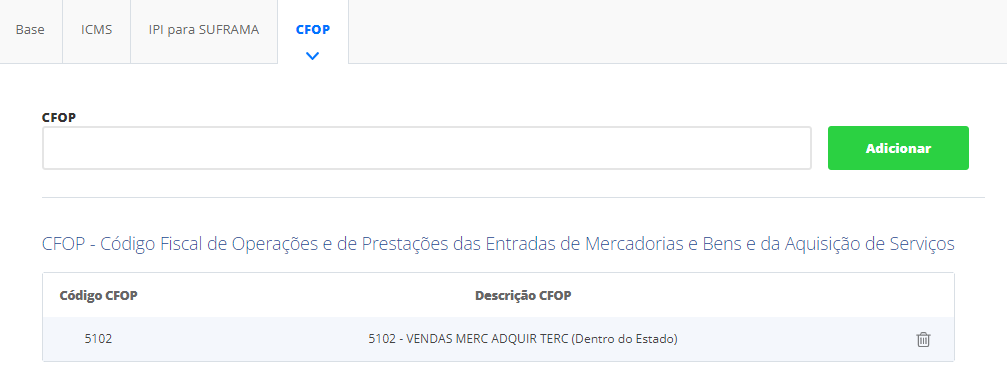 Base ICMS IPI para SUFRAMA CFOP
CFOP
Adicionar
CFOP - Código Fiscal de Operações e de Prestações das Entradas de Mercadorias e Bens e da Aquisição de Serviços
Código CFOP Descrição CFOP
5102 5102 - VENDAS MERC ADQUIR TERC (Dentro do Estado)